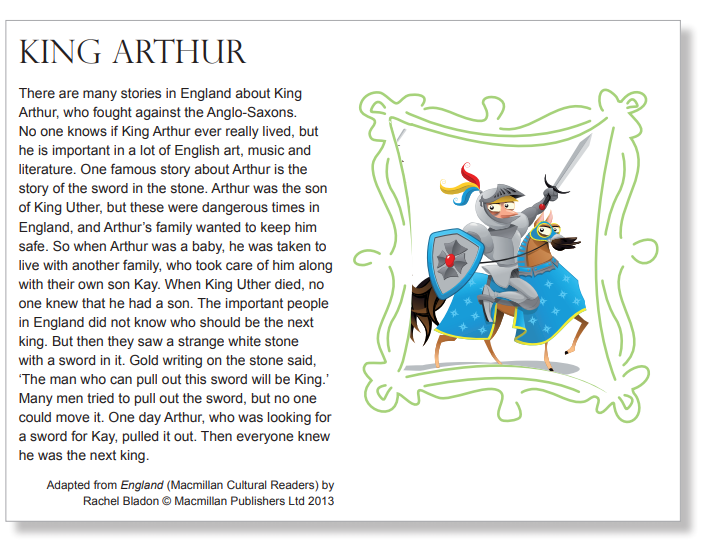 KING ARTHUR
There are many stories in England about King
Arthur, who fought against the Anglo-Saxons.
No one knows if King Arthur ever really lived, but
he is important in a lot of English art, music and
literature. One famous story about Arthur is the
story of the sword in the stone. Arthur was the son
of King Uther, but these were dangerous times in
England, and Arthur's family wanted to keep him
safe. So when Arthur was a baby, he was taken to
live with another family, who took care of him along
with their own son Kay. When King Uther died, no
one knew that he had a son. The important people
in England did not know who should be the next
king. But then they saw a strange white stone
with a sword in it. Gold writing on the stone said,
‘The man who can pull out this sword will be King.’
Many men tried to pull out the sword, but no one
could move it. One day Arthur, who was looking for
a sword for Kay, pulled it out. Then everyone knew
he was the next king.
Adapted from England (Macmillan Cultural Readers) by
Rachel Bladon © Macmillan Publishers Ltd 2013